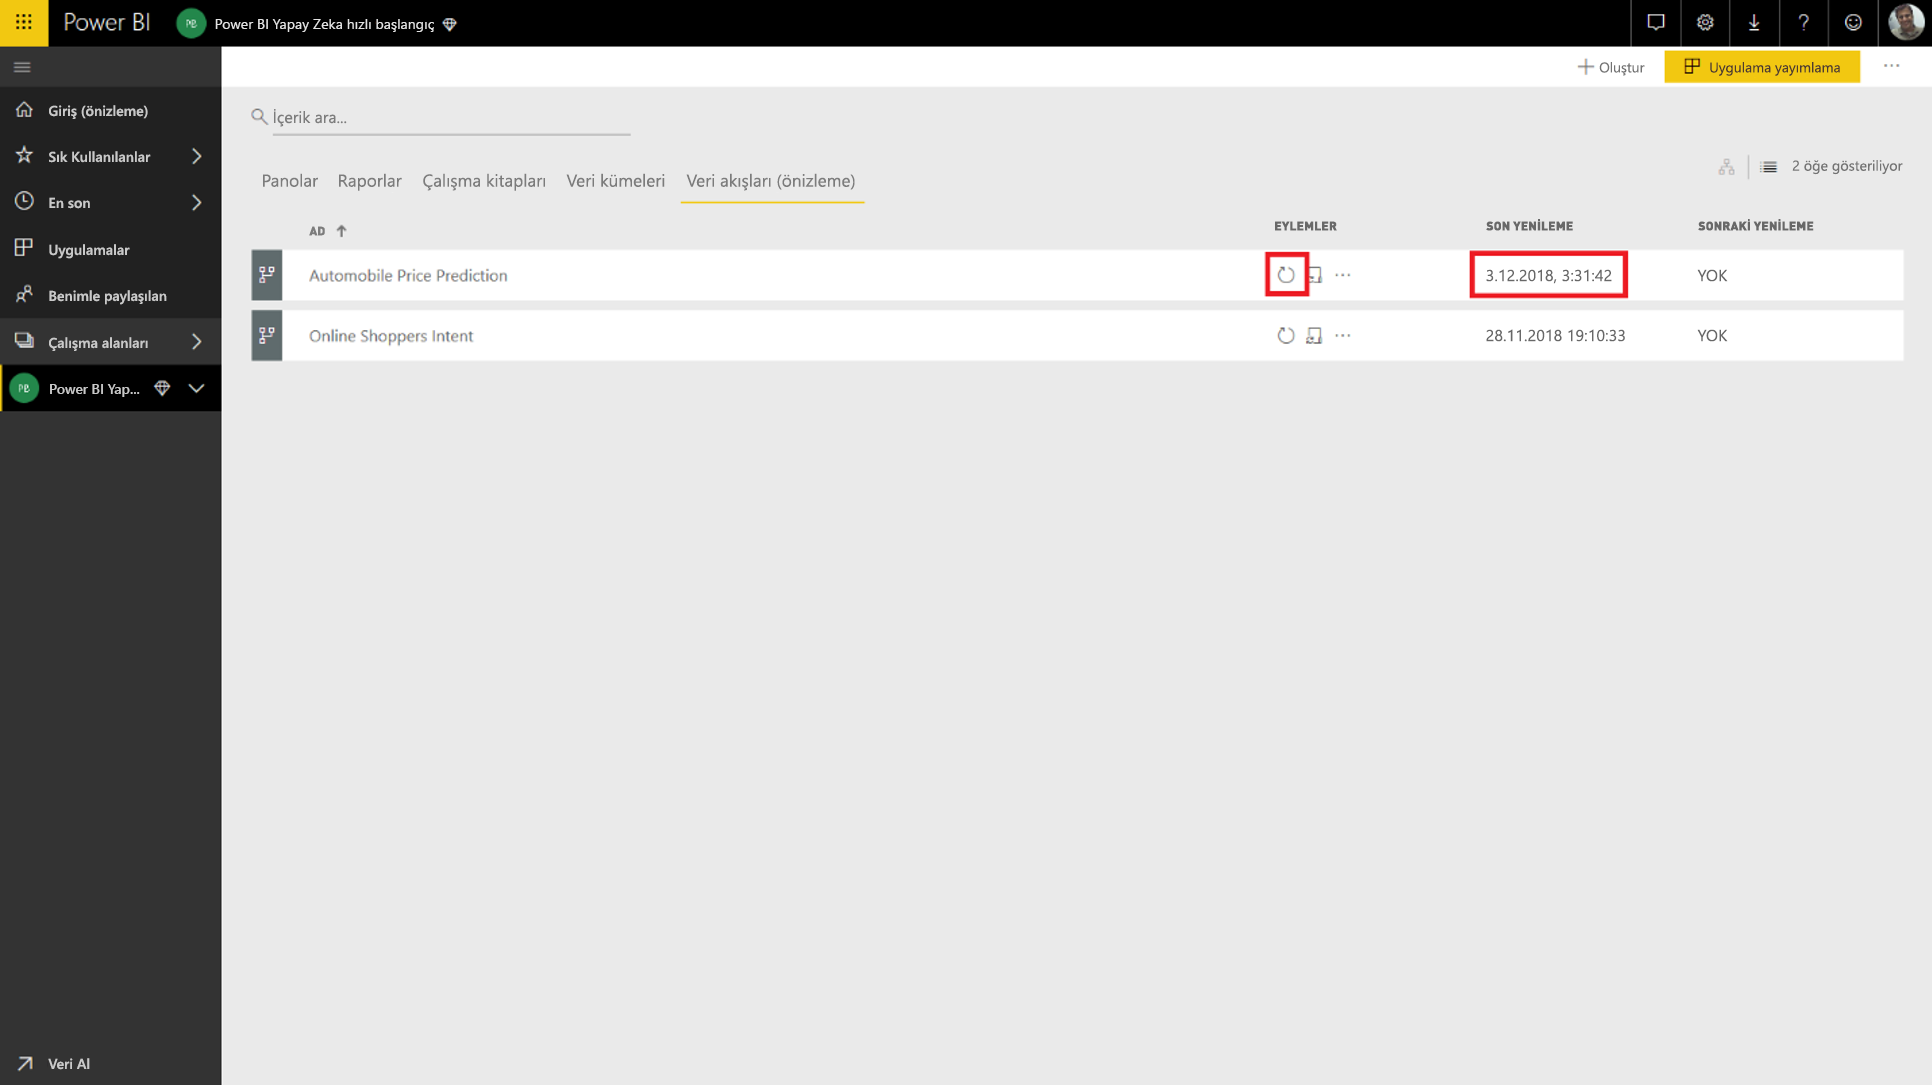 Power BI PB Power BI Yapay Zeka hızlı başlangıç ?
Oluştur Uygulama yayımlama ...
Giriş (önizleme)
İçerik ara...
Sık Kullanılanlar
2 öğe gösteriliyor
Panolar Raporlar Çalışma kitapları Veri kümeleri Veri akışları (önizleme)
En son
AD EYLEMLER SON YENİLEME SONRAKİ YENİLEME
Uygulamalar
Automobile Price Prediction ... 3.12.2018, 3:31:42 YOK
Benimle paylaşılan
Online Shoppers Intent ... 28.11.2018 19:10:33 YOK
Çalışma alanları
PB Power BI Yap...
Veri Al